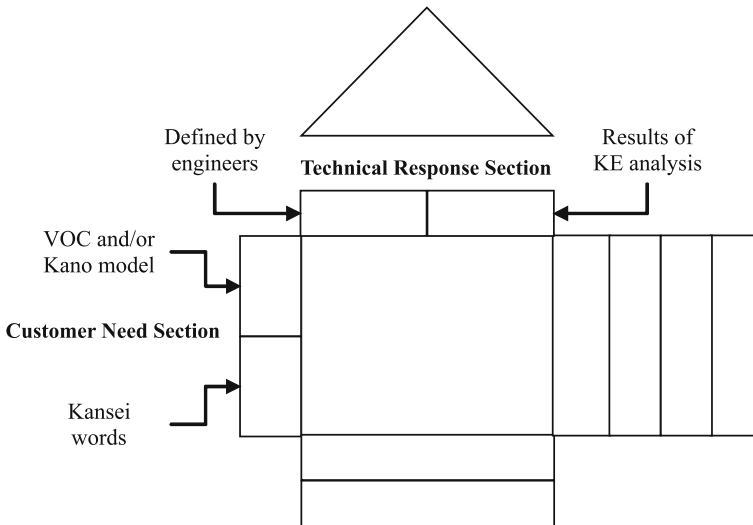 Defined by
engineers
Results of
KE analysis
Technical Response Section
VOC and/or
Kano model
Customer Need Section
Kansei
words